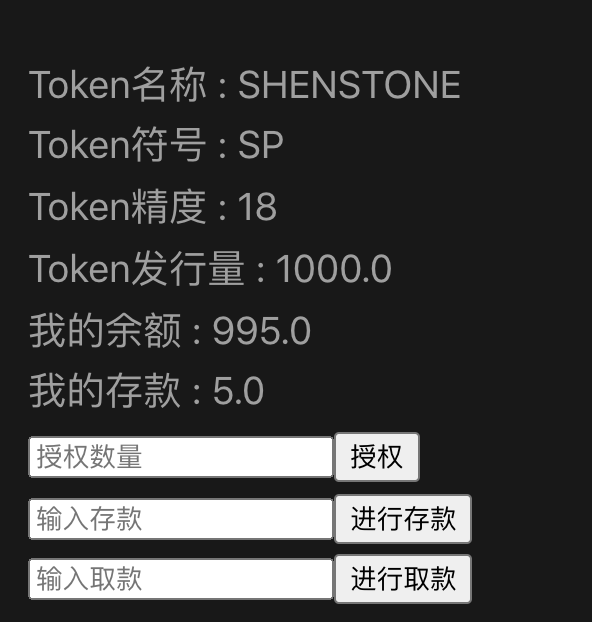 Token名称 : SHENSTONE
Token符号 : SP
Token精度 : 18
Token发行量 : 1000.0
我的余额 : 995.0
我的存款 : 5.0
授权数量 授权
输入存款 进行存款
输入取款 进行取款